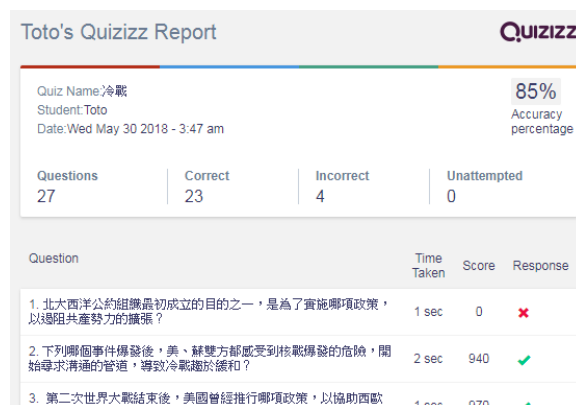 Toto's Quizizz Report
Quizizz
Quiz Name:冷戰
Student:Toto
Date:Wed May 30 2018 - 3:47 am
85%
Accuracy
percentage
Questions Correct Incorrect Unattempted
27 23 4 0
Question Time Taken Score Response
1. 北大西洋公約組織最初成立的目的之一，是為了實施哪項政策，
以遏阻共產勢力的擴張？
1 sec 0
2. 下列哪個事件爆發後，美、蘇雙方都感受到核戰爆發的危險，開
始尋求溝通的管道，導致冷戰趨於緩和？
2 sec 940
3. 第二次世界大戰結束後，美國曾經推行哪項政策，以協助西歐
1 sec 970